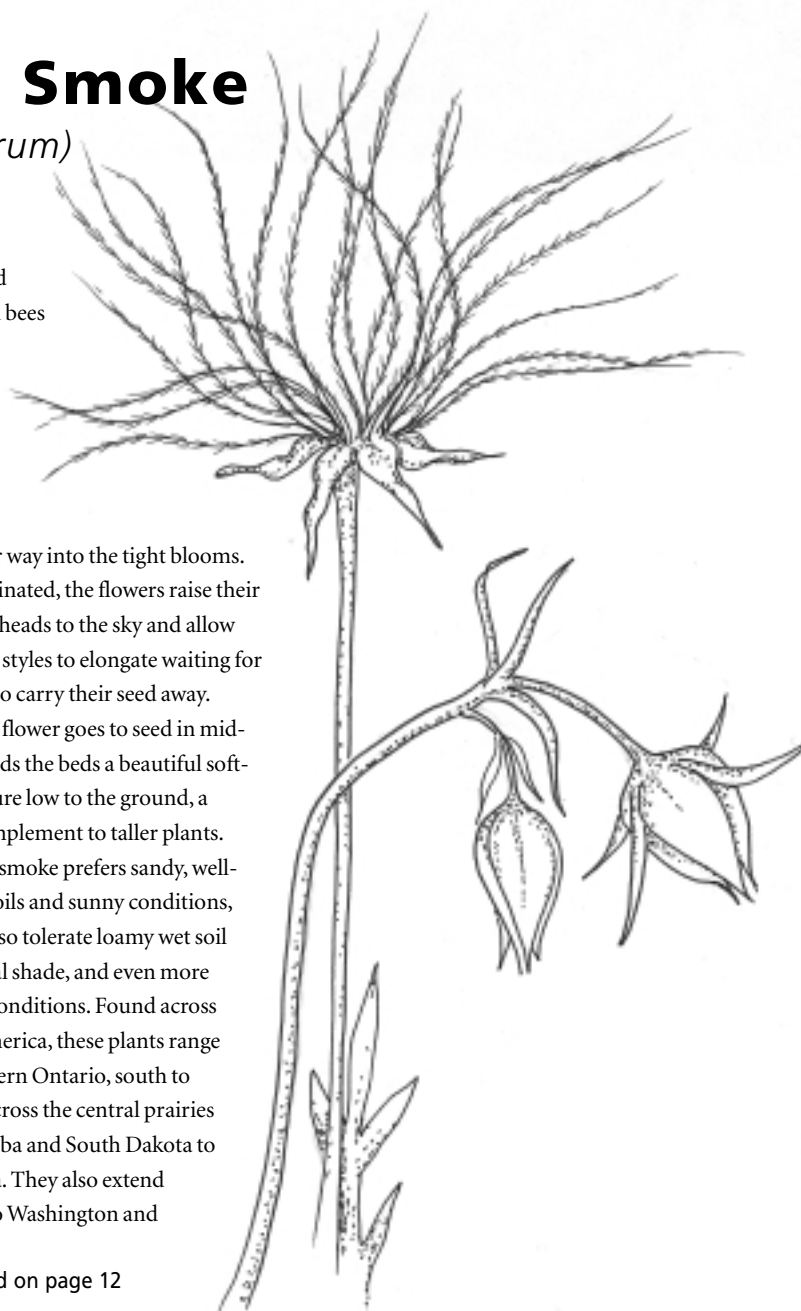 Smoke
rum)
d
bees
r way into the tight blooms.
inated, the flowers raise their
heads to the sky and allow
styles to elongate waiting for
o carry their seed away.
flower goes to seed in mid-
ds the beds a beautiful soft-
ure low to the ground, a
mplement to taller plants.
smoke prefers sandy, well-
oils and sunny conditions,
so tolerate loamy wet soil
al shade, and even more
onditions. Found across
merica, these plants range
ern Ontario, south to
cross the central prairies
ba and South Dakota to
. They also extend
o Washington and
d on page 12